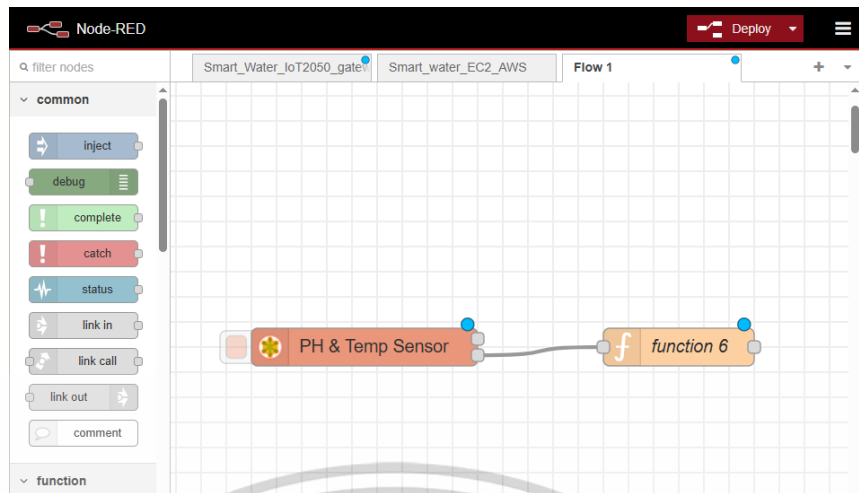 Node-RED
Deploy
filter nodes
Smart_Water_IoT2050_gatew
Smart_water_EC2_AWS
Flow 1
common
inject
debug
complete
catch
status
link in
link call
link out
comment
function
PH & Temp Sensor
function 6